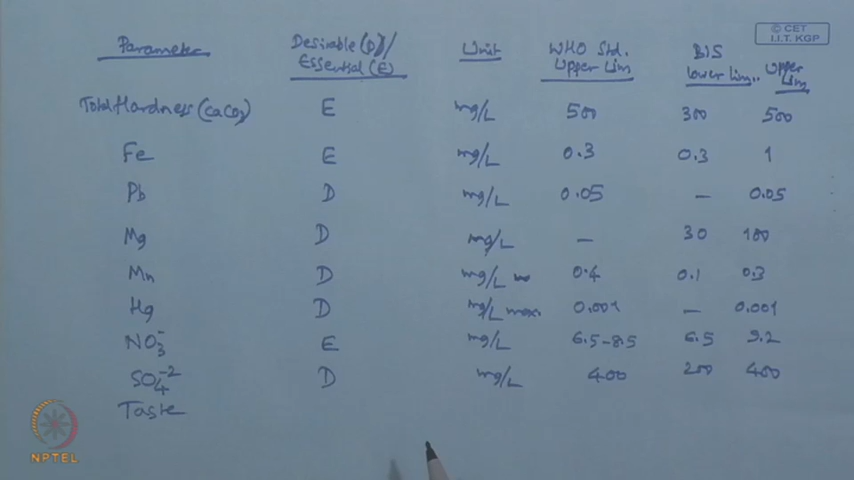 © CET
I.I.T. KGP
Parameter Desirable (D)/ Essential (E) Unit WHO Std. Upper Lim BIS lower lim.. Upper Lim
Total Hardness (CaCO3) E mg/L 500 300 500
Fe E mg/L 0.3 0.3 1
Pb D mg/L 0.05 – 0.05
Mg D mg/L – 30 100
Mn D mg/L 0.4 0.1 0.3
Hg D mg/L max. 0.001 – 0.001
NO3- E mg/L 6.5-8.5 6.5 9.2
SO4-2 D mg/L 400 200 400
Taste
NPTEL